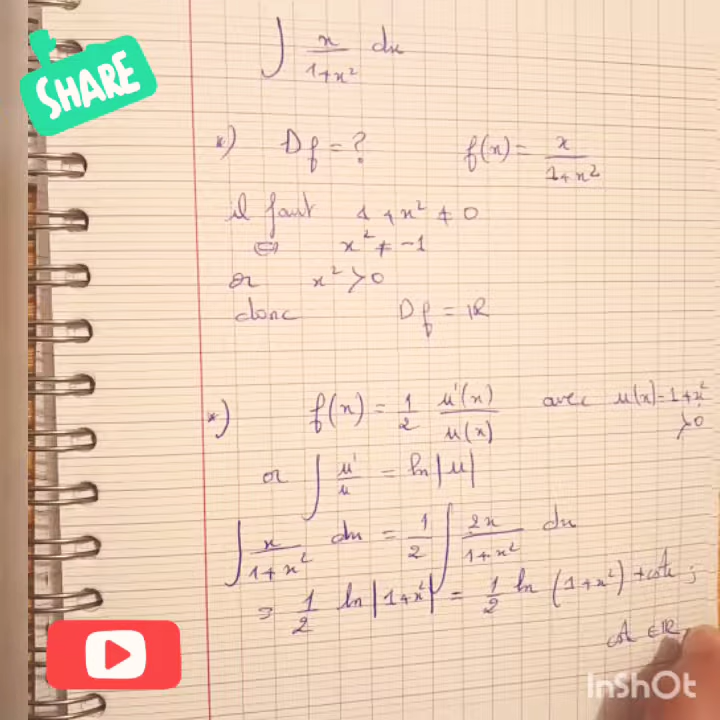 SHARE
∫ x/(1+x²) dx
*) Df = ? f(x) = x/(1+x²)
il faut 1+x² ≠ 0
⇔ x² ≠ -1
or x² > 0
donc Df = ℝ
*) f(x) = 1/2 u'(x)/u(x) avec u(x) = 1+x²
>0
or ∫ u'/u = ln|u|
∫ x/(1+x²) dx = 1/2 ∫ 2x/(1+x²) dx
= 1/2 ln|1+x²| = 1/2 ln (1+x²) + cste ;
∈ ℝ
InShOt